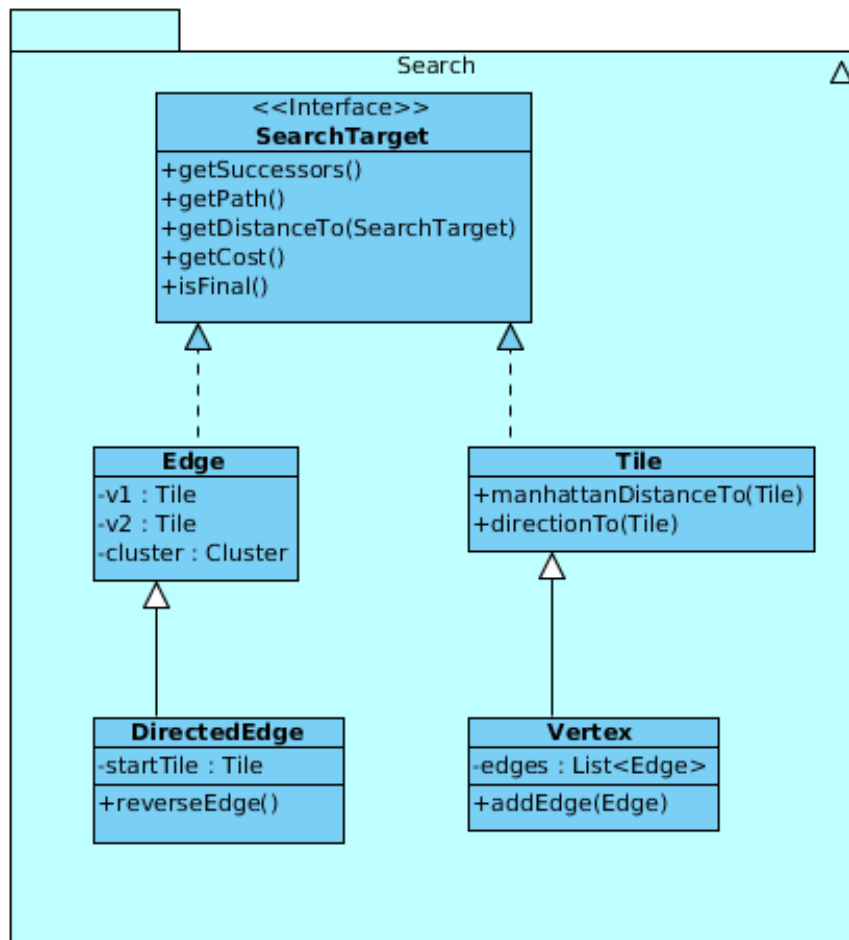 Search
<<Interface>>
SearchTarget
+getSuccessors()
+getPath()
+getDistanceTo(SearchTarget)
+getCost()
+isFinal()
Edge
-v1 : Tile
-v2 : Tile
-cluster : Cluster
Tile
+manhattanDistanceTo(Tile)
+directionTo(Tile)
DirectedEdge
-startTile : Tile
+reverseEdge()
Vertex
-edges : List<Edge>
+addEdge(Edge)